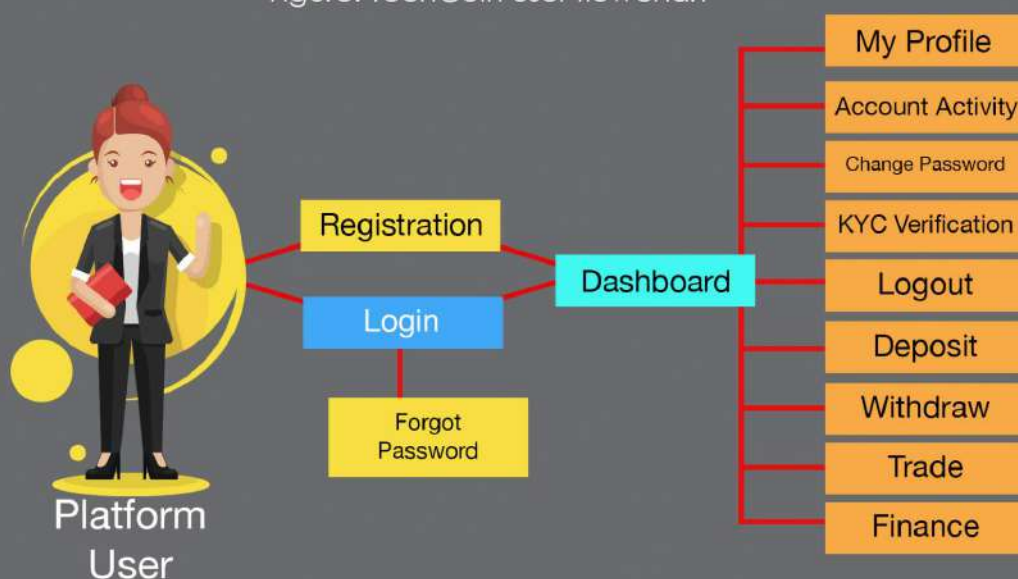 My Profile
Account Activity
Change Password
Registration
KYC Verification
Dashboard
Logout
Login
Deposit
Forgot
Password
Withdraw
Trade
Platform
User
Finance